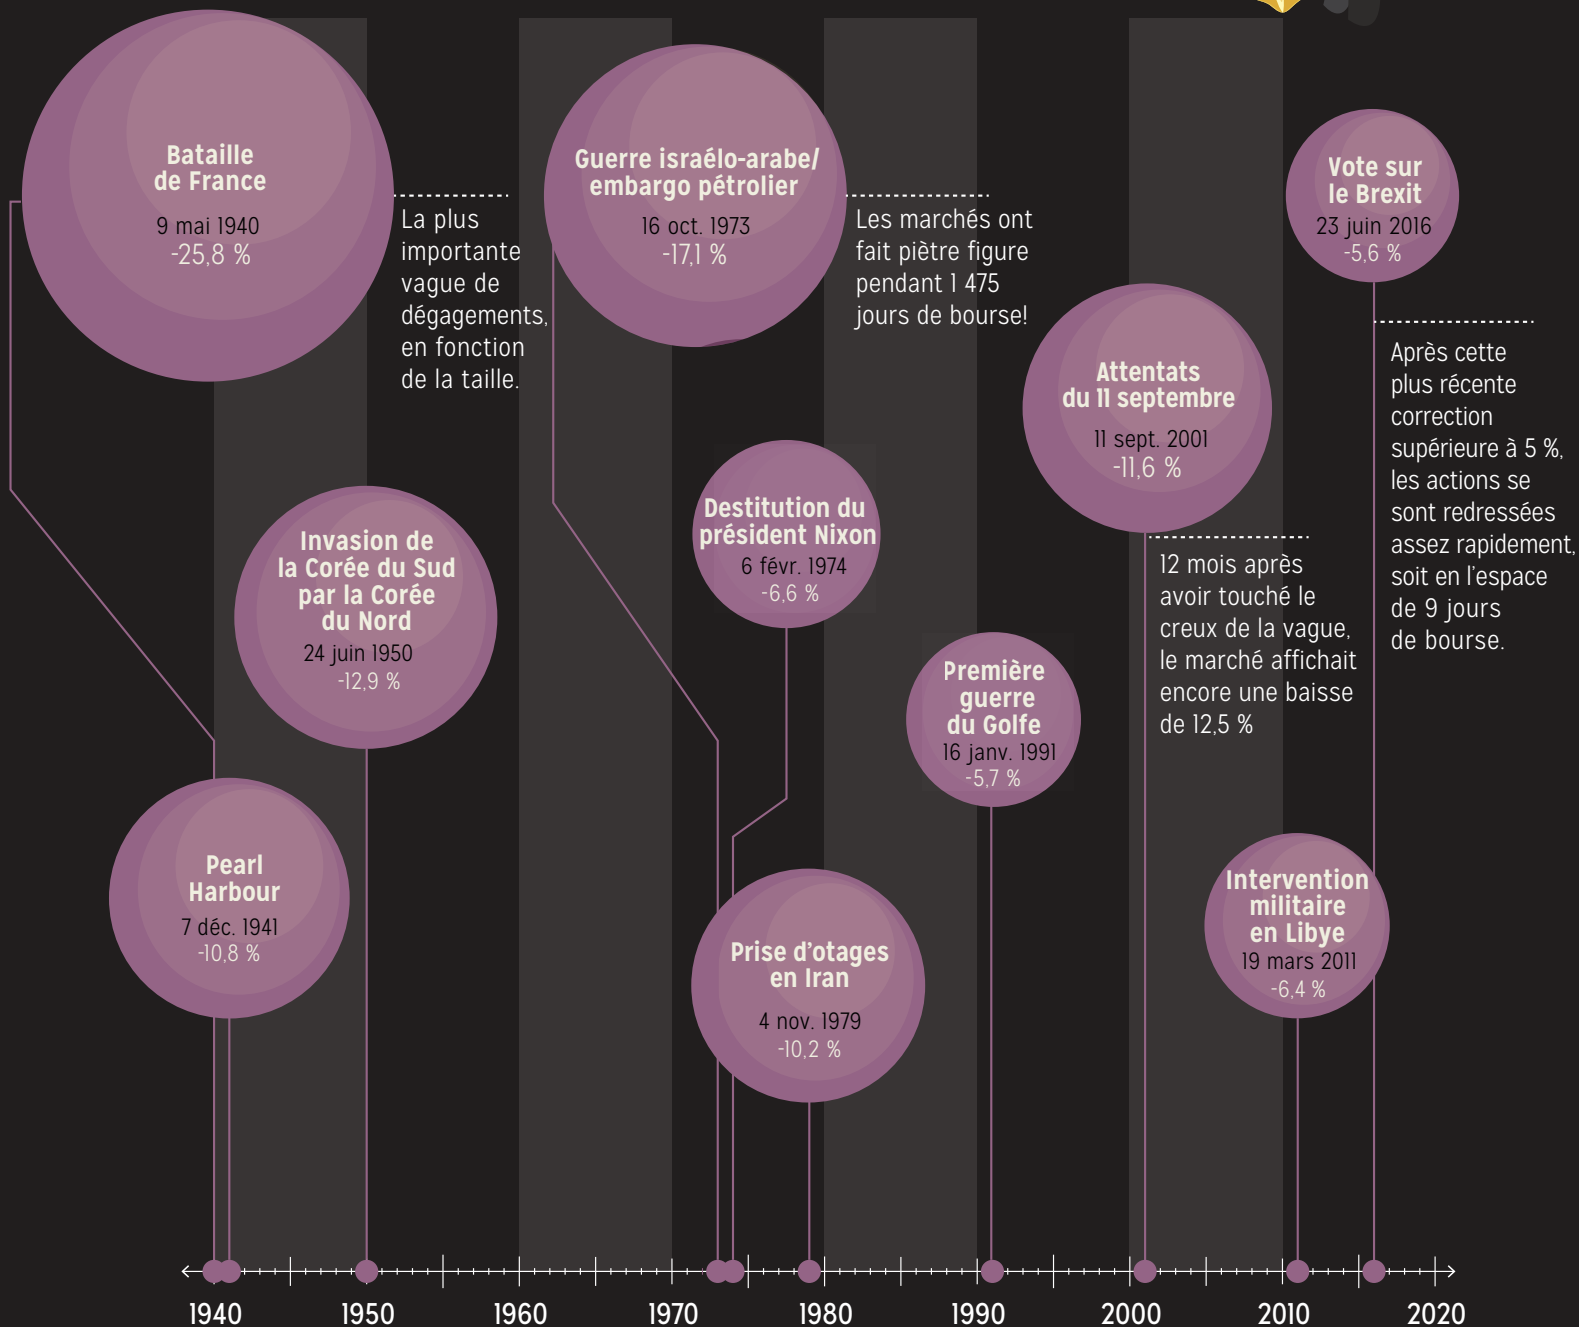 Bataille
de France
9 mai 1940
-25,8 %
La plus
importante
vague de
dégagements,
en fonction
de la taille.
Guerre israélo-arabe/
embargo pétrolier
16 oct. 1973
-17,1 %
Les marchés ont
fait piètre figure
pendant 1 475
jours de bourse!
Vote sur
le Brexit
23 juin 2016
-5,6 %
Après cette
plus récente
correction
supérieure à 5 %,
les actions se
sont redressées
assez rapidement,
soit en l'espace
de 9 jours
de bourse.
Attentats
du 11 septembre
11 sept. 2001
-11,6 %
12 mois après
avoir touché le
creux de la vague,
le marché affichait
encore une baisse
de 12,5 %
Invasion de
la Corée du Sud
par la Corée
du Nord
24 juin 1950
-12,9 %
Destitution du
président Nixon
6 févr. 1974
-6,6 %
Première
guerre
du Golfe
16 janv. 1991
-5,7 %
Pearl
Harbour
7 déc. 1941
-10,8 %
Prise d'otages
en Iran
4 nov. 1979
-10,2 %
Intervention
militaire
en Libye
19 mars 2011
-6,4 %
1940 1950 1960 1970 1980 1990 2000 2010 2020